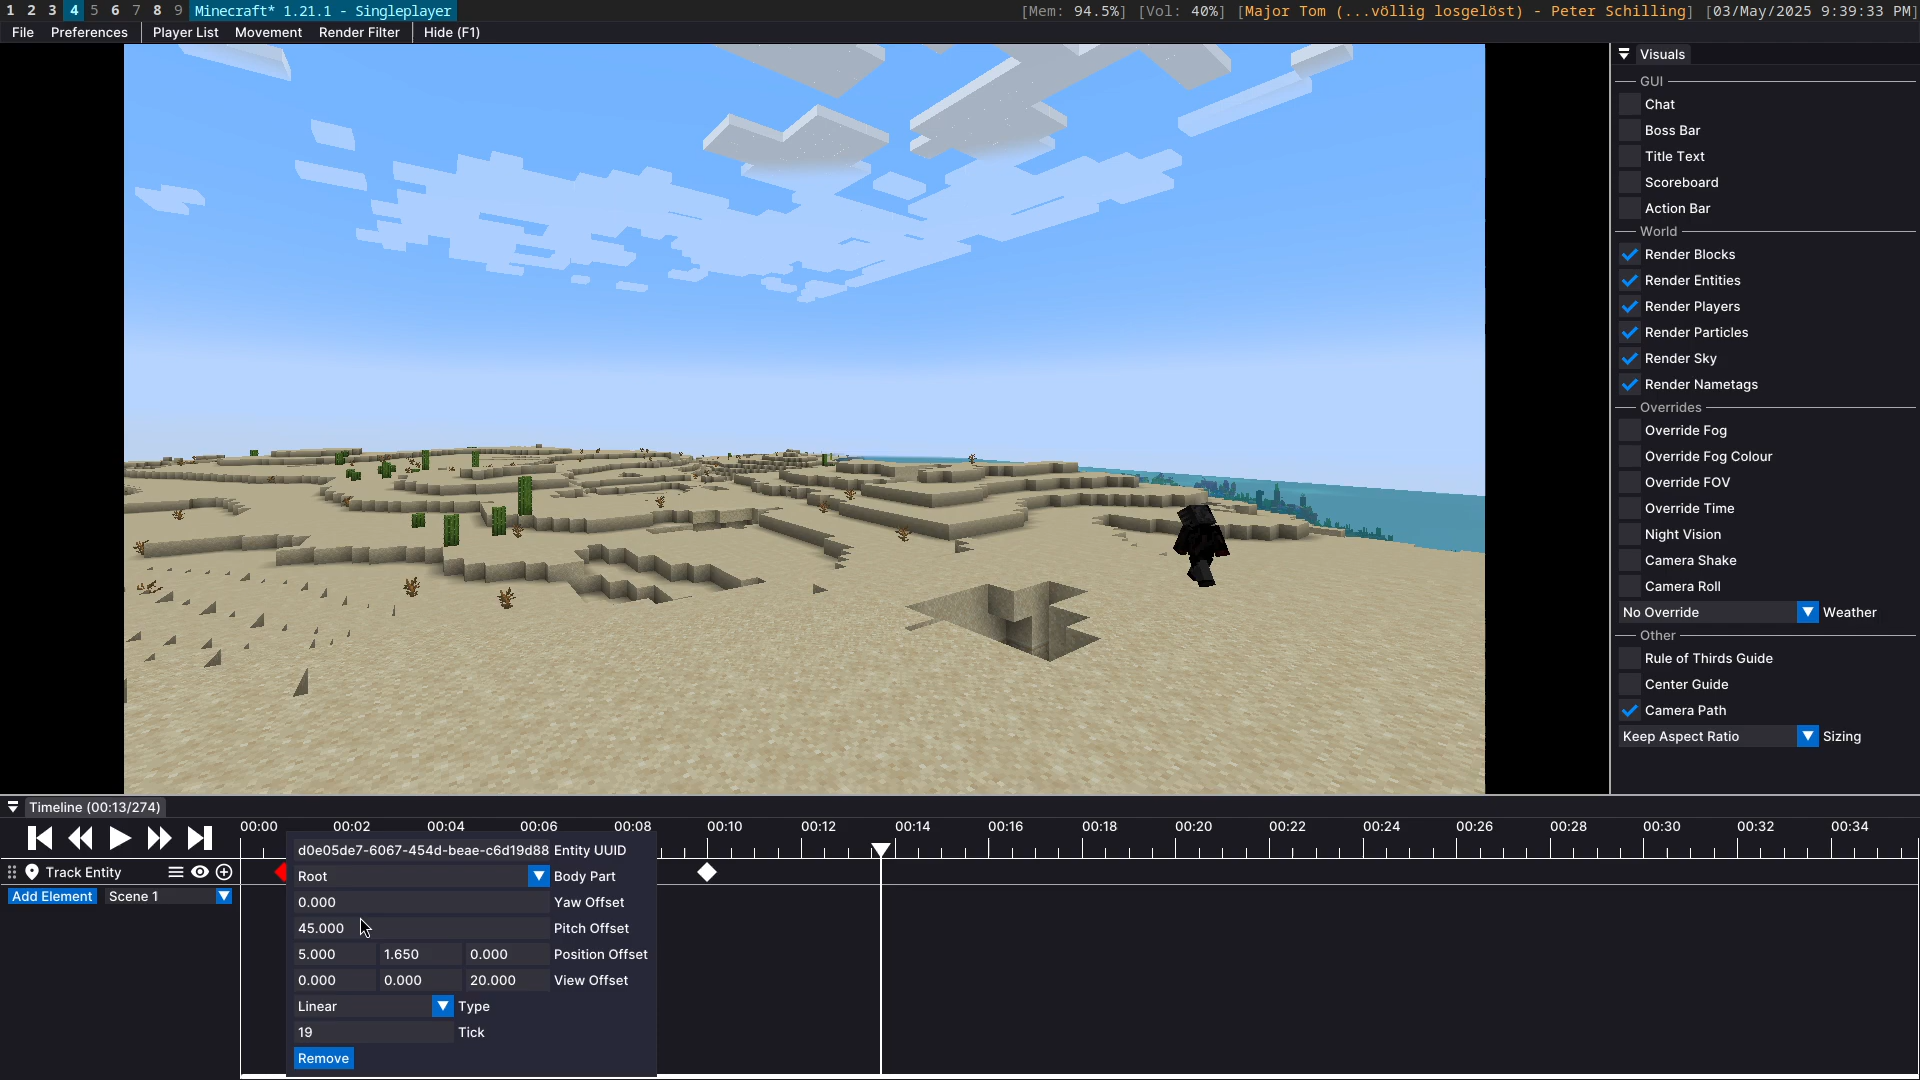 1 2 3 4 5 6 7 8 9 Minecraft* 1.21.1 - Singleplayer [Mem: 94.5%] [Vol: 40%] [Major Tom (...völlig losgelöst) - Peter Schilling] [03/May/2025 9:39:33 PM]
File Preferences Player List Movement Render Filter Hide (F1)
Visuals
GUI
Chat
Boss Bar
Title Text
Scoreboard
Action Bar
World
Render Blocks
Render Entities
Render Players
Render Particles
Render Sky
Render Nametags
Overrides
Override Fog
Override Fog Colour
Override FOV
Override Time
Night Vision
Camera Shake
Camera Roll
No Override Weather
Other
Rule of Thirds Guide
Center Guide
Camera Path
Keep Aspect Ratio Sizing
Timeline (00:13/274)
00:00 00:02 00:04 00:06 00:08 00:10 00:12 00:14 00:16 00:18 00:20 00:22 00:24 00:26 00:28 00:30 00:32 00:34
Track Entity
Add Element Scene 1
d0e05de7-6067-454d-beae-c6d19d88 Entity UUID
Root Body Part
0.000 Yaw Offset
45.000 Pitch Offset
5.000 1.650 0.000 Position Offset
0.000 0.000 20.000 View Offset
Linear Type
19 Tick
Remove